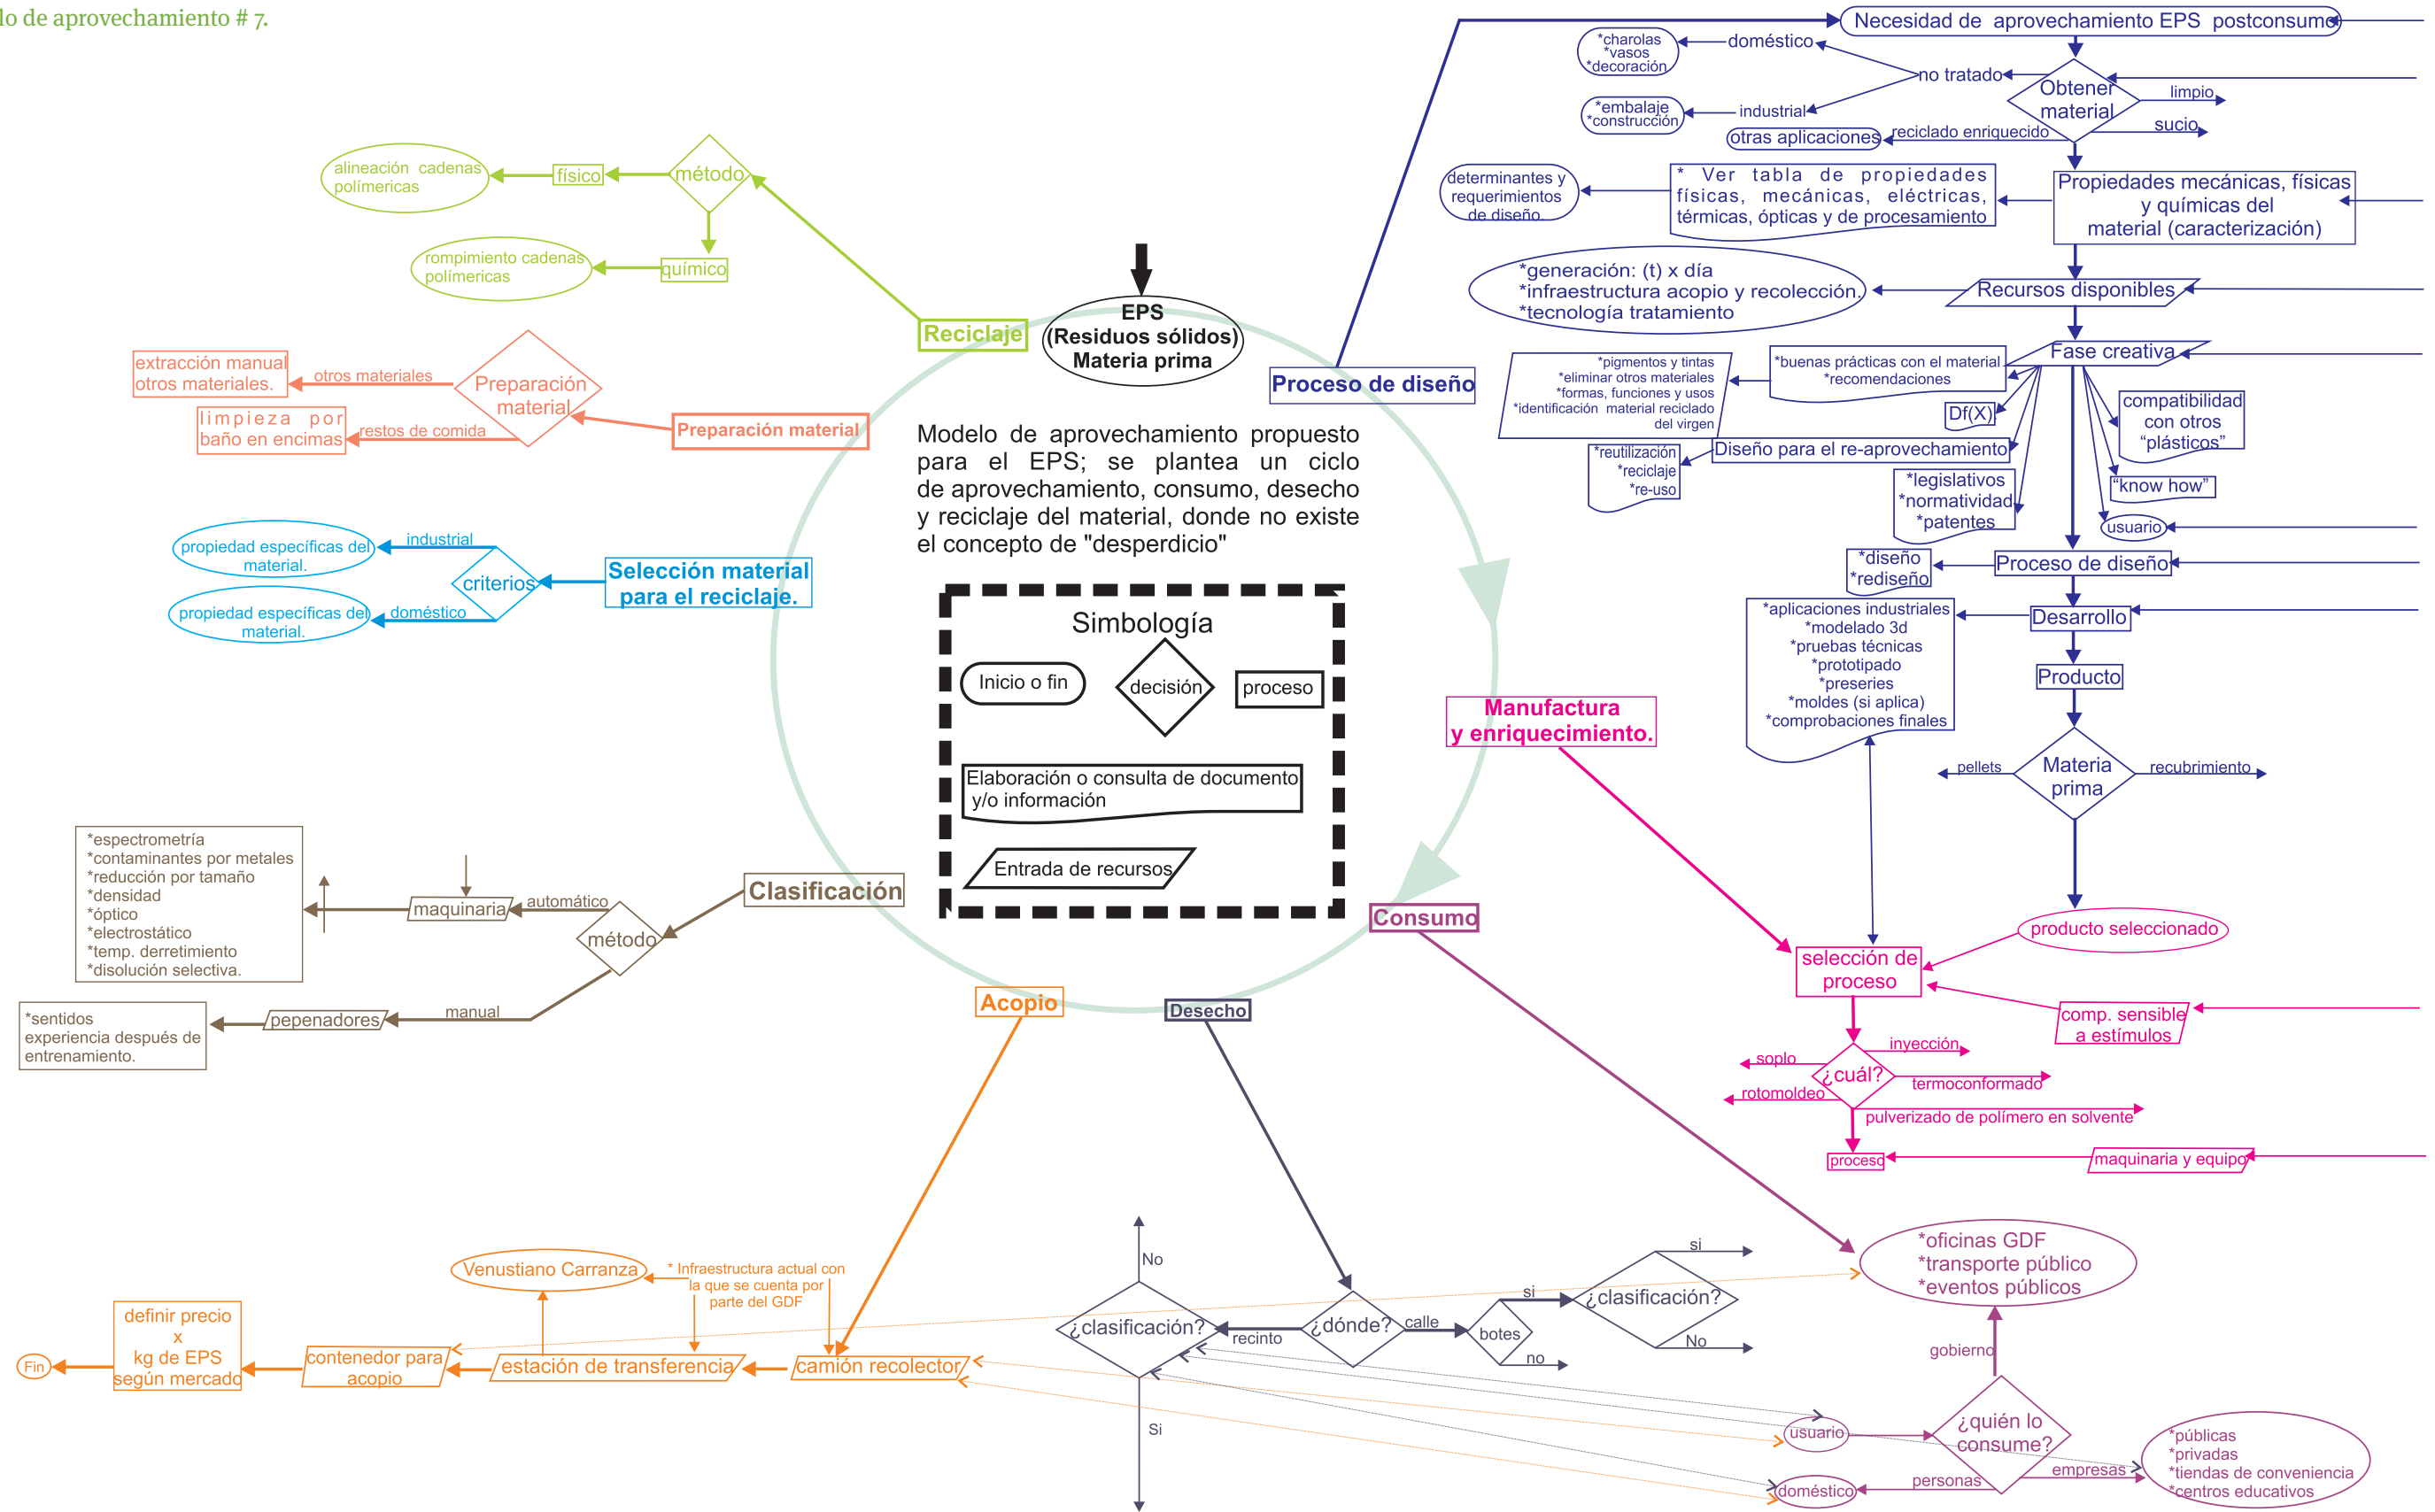 lo de aprovechamiento # 7.
Necesidad de aprovechamiento EPS postconsumo
*charolas
*vasos
*decoración
doméstico
no tratado
Obtener
material
limpio
sucio
*embalaje
*construcción
industrial
otras aplicaciones
reciclado enriquecido
determinantes y
requerimientos
de diseño.
* Ver tabla de propiedades
físicas, mecánicas, eléctricas,
térmicas, ópticas y de procesamiento
Propiedades mecánicas, físicas
y químicas del
material (caracterización)
*generación: (t) x día
*infraestructura acopio y recolección.
*tecnología tratamiento
Recursos disponibles
Fase creativa
*pigmentos y tintas
*eliminar otros materiales
*formas, funciones y usos
*identificación material reciclado
del virgen
*buenas prácticas con el material
*recomendaciones
Df(X)
compatibilidad
con otros
“plásticos”
Diseño para el re-aprovechamiento
*reutilización
*reciclaje
*re-uso
*legislativos
*normatividad
*patentes
“know how”
usuario
*diseño
*rediseño
Proceso de diseño
*aplicaciones industriales
*modelado 3d
*pruebas técnicas
*prototipado
*preseries
*moldes (si aplica)
*comprobaciones finales
Desarrollo
Producto
pellets
Materia
prima
recubrimiento
alineación cadenas
polímericas
físico
método
rompimiento cadenas
polímericas
químico
Reciclaje
EPS
(Residuos sólidos)
Materia prima
Proceso de diseño
extracción manual
otros materiales.
otros materiales
Preparación
material
limpieza por
baño en encimas
restos de comida
Preparación material
Modelo de aprovechamiento propuesto
para el EPS; se plantea un ciclo
de aprovechamiento, consumo, desecho
y reciclaje del material, donde no existe
el concepto de "desperdicio"
propiedad específicas del
material.
industrial
criterios
propiedad específicas del
material.
doméstico
Selección material
para el reciclaje.
Simbología
Inicio o fin
decisión
proceso
Elaboración o consulta de documento
y/o información
Entrada de recursos
Manufactura
y enriquecimiento.
*espectrometría
*contaminantes por metales
*reducción por tamaño
*densidad
*óptico
*electrostático
*temp. derretimiento
*disolución selectiva.
maquinaria
automático
método
Clasificación
*sentidos
experiencia después de
entrenamiento.
pepenadores
manual
Consumo
Acopio
Desecho
producto seleccionado
selección de
proceso
comp. sensible
a estímulos
soplo
inyección
¿cuál?
termoconformado
rotomoldeo
pulverizado de polímero en solvente
proceso
maquinaria y equipo
Venustiano Carranza
* Infraestructura actual con
la que se cuenta por
parte del GDF
Fin
definir precio
x
kg de EPS
según mercado
contenedor para
acopio
estación de transferencia
camión recolector
No
¿clasificación?
Si
recinto
¿dónde?
calle
botes
si
no
¿clasificación?
si
No
*oficinas GDF
*transporte público
*eventos públicos
gobierno
usuario
¿quién lo
consume?
doméstico
personas
empresas
*públicas
*privadas
*tiendas de conveniencia
*centros educativos